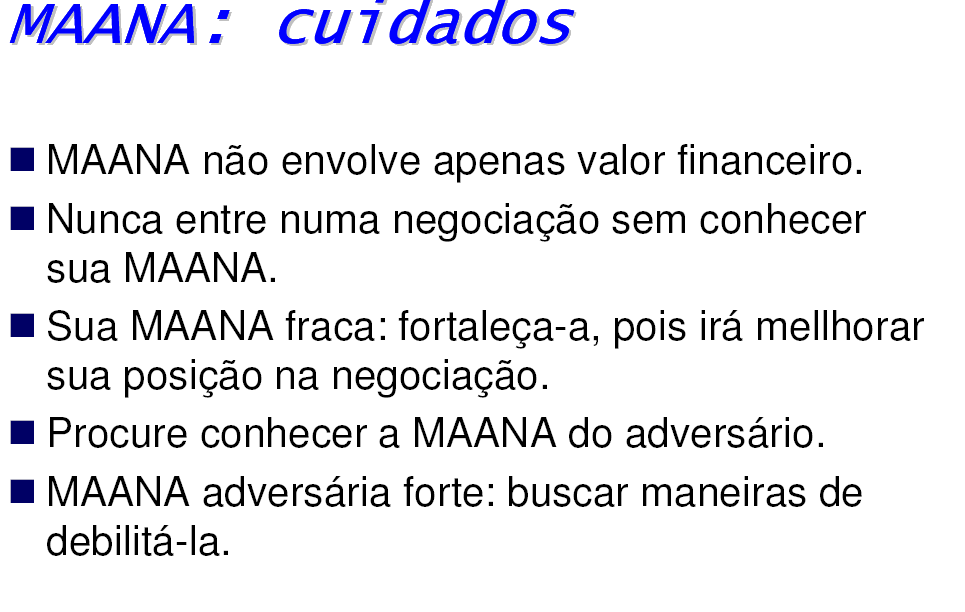 MAANA: cuidados
MAANA não envolve apenas valor financeiro.
Nunca entre numa negociação sem conhecer
sua MAANA.
Sua MAANA fraca: fortaleça-a, pois irá mellhorar
sua posição na negociação.
Procure conhecer a MAANA do adversário.
MAANA adversária forte: buscar maneiras de
debilitá-la.